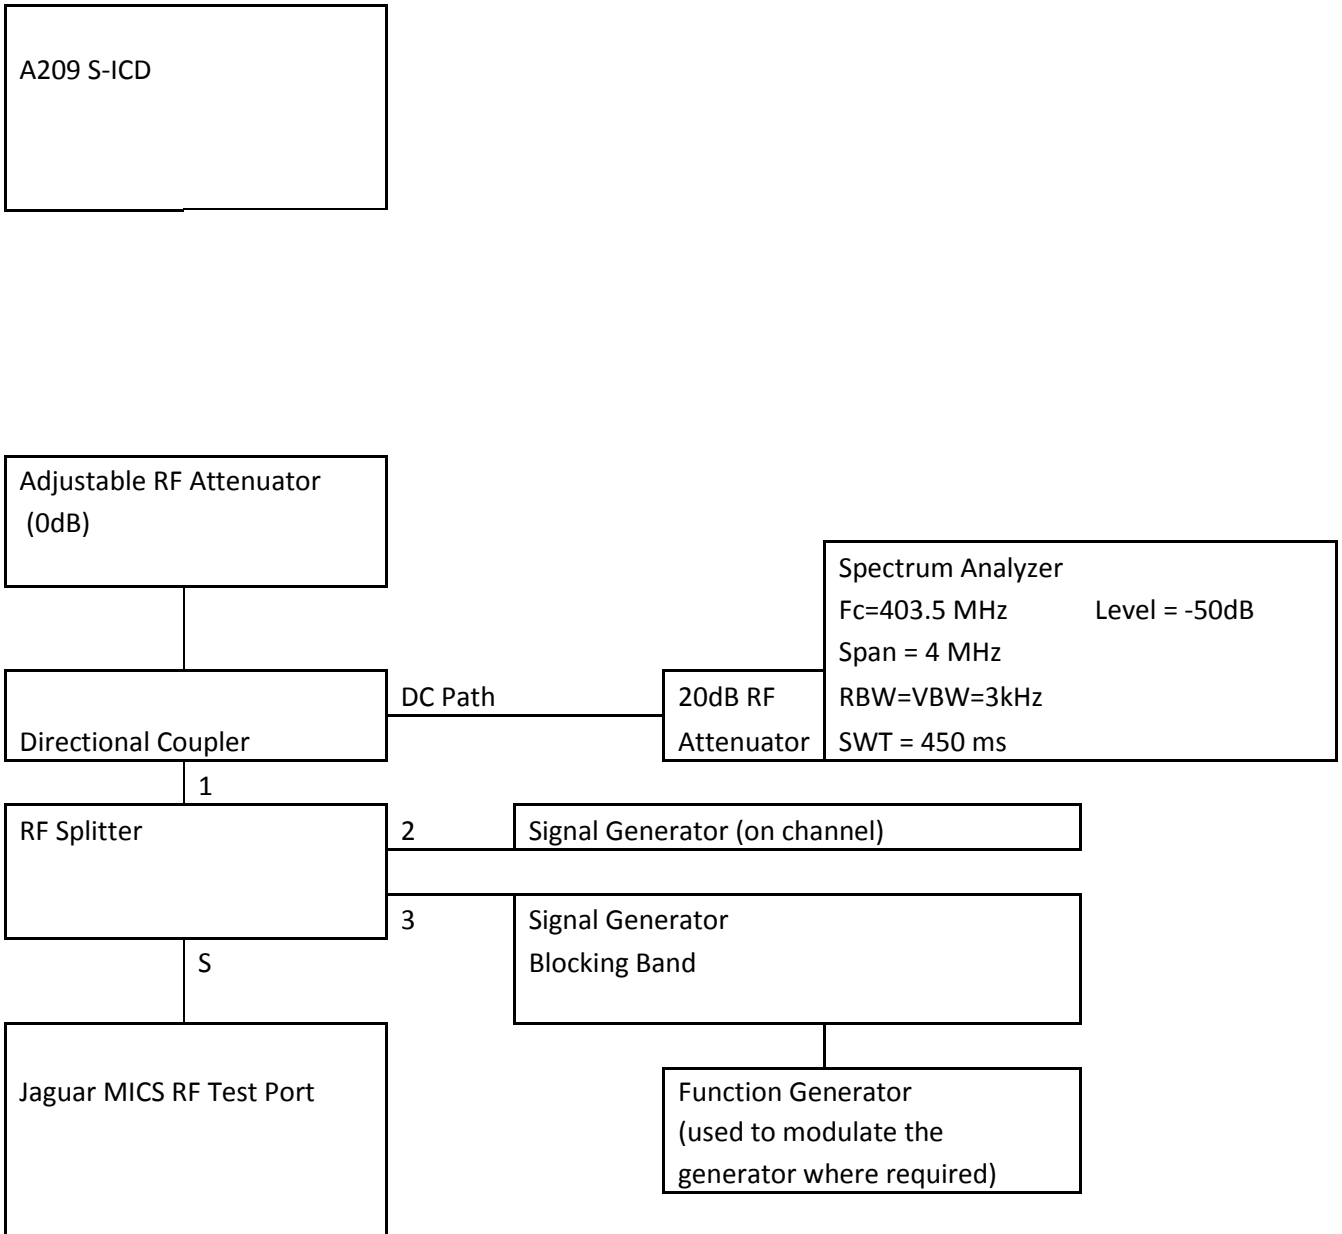 A209 S-ICD
Adjustable RF Attenuator
(0dB)
Spectrum Analyzer
Fc=403.5 MHz Level = -50dB
Span = 4 MHz
DC Path
20dB RF
Attenuator
RBW=VBW=3kHz
SWT = 450 ms
Directional Coupler
1
RF Splitter
2
Signal Generator (on channel)
3
Signal Generator
Blocking Band
S
Jaguar MICS RF Test Port
Function Generator
(used to modulate the
generator where required)